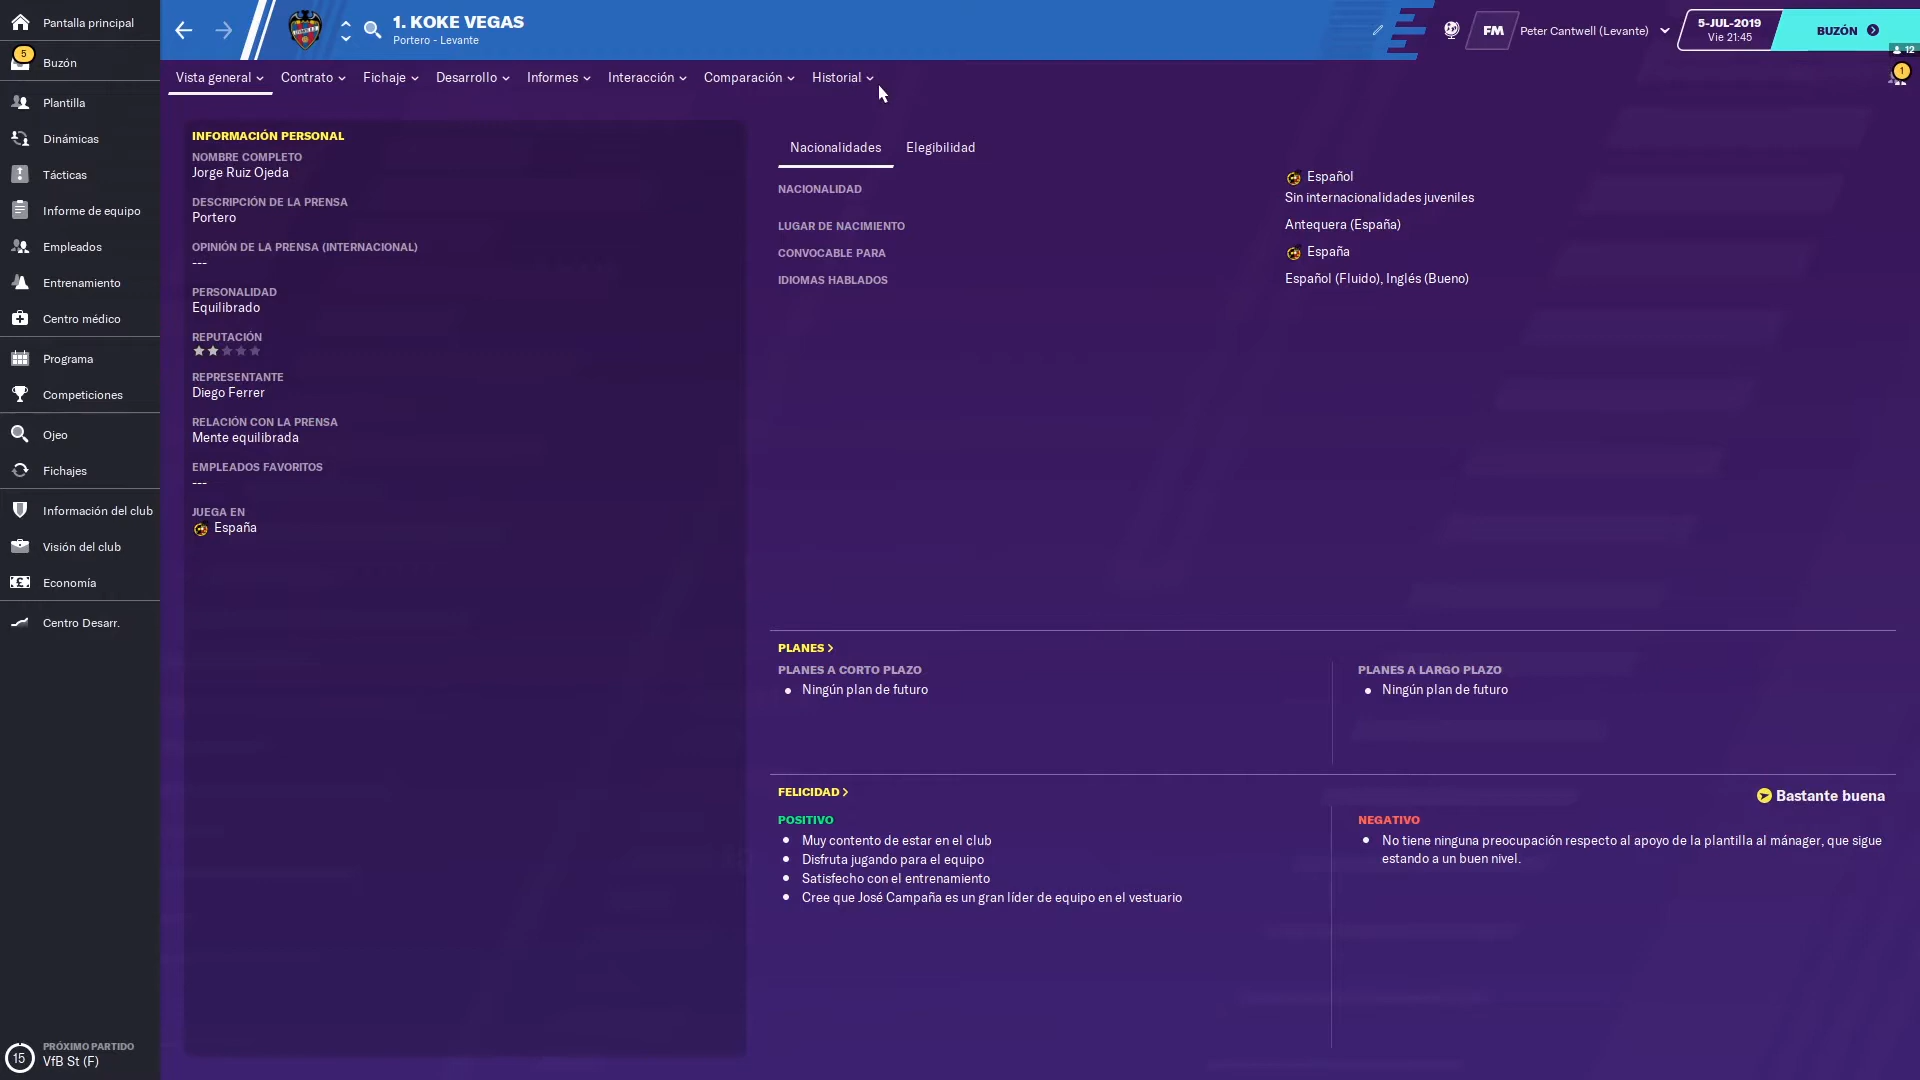 Pantalla principal
5
Buzón
Plantilla
Dinámicas
Tácticas
Informe de equipo
Empleados
Entrenamiento
Centro médico
Programa
Competiciones
Ojeo
Fichajes
Información del club
Visión del club
Economía
Centro Desarr.
15
PRÓXIMO PARTIDO
VfB St (F)
1. KOKE VEGAS
Portero - Levante
FM
Peter Cantwell (Levante)
5-JUL-2019
Vie 21:45
BUZÓN
12
1
Vista general
Contrato
Fichaje
Desarrollo
Informes
Interacción
Comparación
Historial
INFORMACIÓN PERSONAL
NOMBRE COMPLETO
Jorge Ruiz Ojeda
DESCRIPCIÓN DE LA PRENSA
Portero
OPINIÓN DE LA PRENSA (INTERNACIONAL)
---
PERSONALIDAD
Equilibrado
REPUTACIÓN
REPRESENTANTE
Diego Ferrer
RELACIÓN CON LA PRENSA
Mente equilibrada
EMPLEADOS FAVORITOS
---
JUEGA EN
España
Nacionalidades
Elegibilidad
NACIONALIDAD
Español
Sin internacionalidades juveniles
LUGAR DE NACIMIENTO
Antequera (España)
CONVOCABLE PARA
España
IDIOMAS HABLADOS
Español (Fluido), Inglés (Bueno)
PLANES
PLANES A CORTO PLAZO
Ningún plan de futuro
PLANES A LARGO PLAZO
Ningún plan de futuro
FELICIDAD
Bastante buena
POSITIVO
Muy contento de estar en el club
Disfruta jugando para el equipo
Satisfecho con el entrenamiento
Cree que José Campaña es un gran líder de equipo en el vestuario
NEGATIVO
No tiene ninguna preocupación respecto al apoyo de la plantilla al mánager, que sigue
estando a un buen nivel.